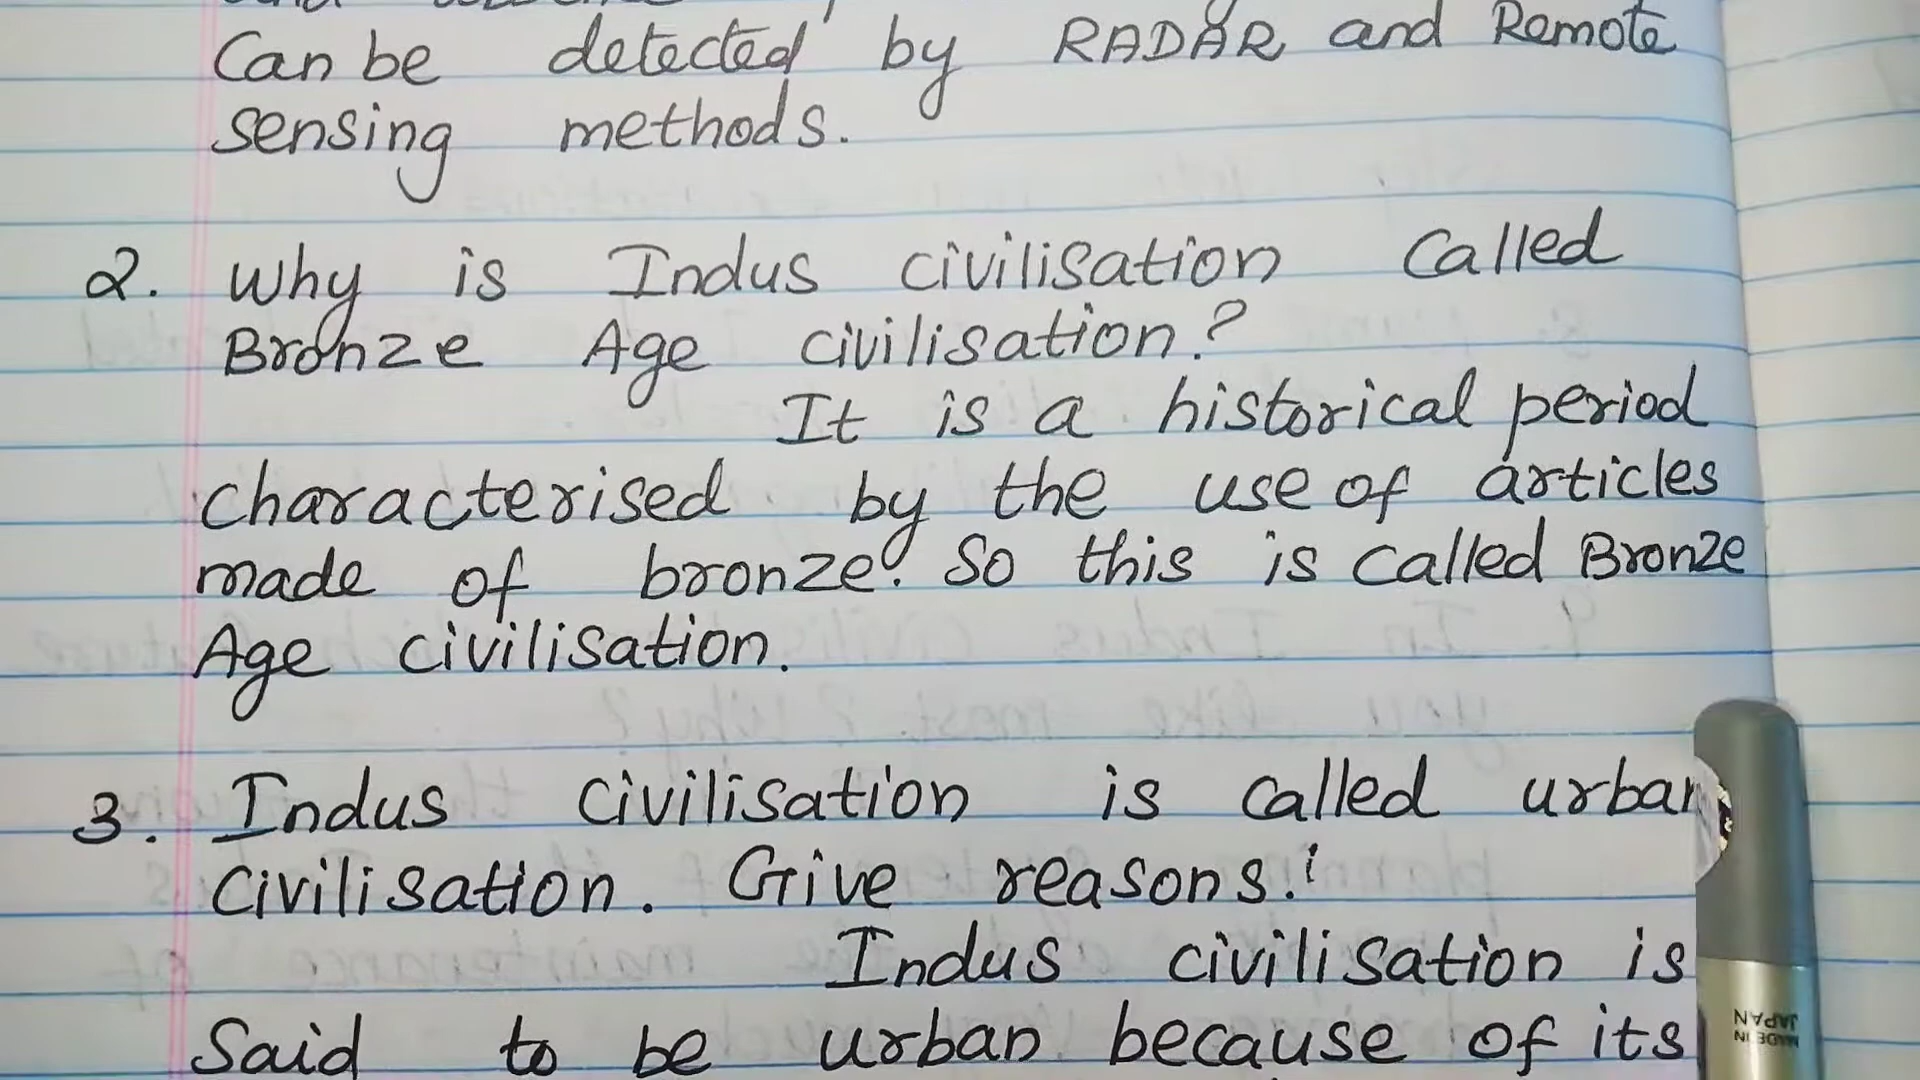 Can be detected by RADAR and Remote
sensing methods.
2. Why is Indus civilisation called
Bronze Age civilisation?
It is a historical period
characterised by the use of articles
made of bronze. So this is called Bronze
Age civilisation.
3. Indus civilisation is called urban
civilisation. Give reasons.
Indus civilisation is
Said to be urban because of its
MADE IN
JAPAN